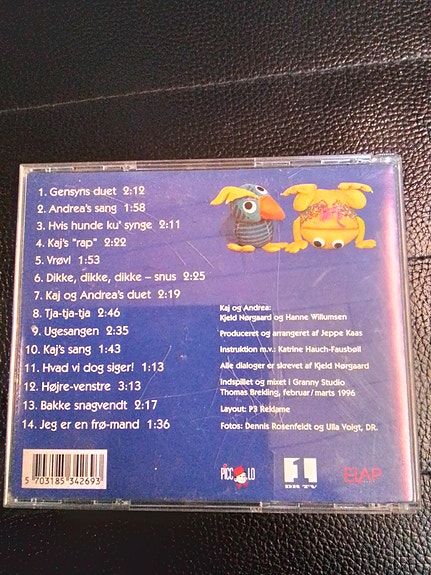 1. Gensyns duet 2:12
2. Andrea's sang 1:58
3. Hvis hunde ku' synge 2:11
4. Kaj's "rap" 2:22
5. Vrøvl 1:53
6. Dikke, dikke, dikke – snus 2:25
7. Kaj og Andrea's duet 2:19
8. Tja-tja-tja 2:46
9. Ugesangen 2:35
10. Kaj's sang 1:43
11. Hvad vi dog siger! 1:13
12. Højre-venstre 3:13
13. Bakke snagvendt 2:17
14. Jeg er en frø-mand 1:36
Kaj og Andrea:
Kjeld Nørgaard og Hanne Willumsen
Produceret og arrangeret af Jeppe Kaas
Instruktion m.v.: Katrine Hauch-Fausbøll
Alle dialoger er skrevet af Kjeld Nørgaard
Indspillet og mixet i Granny Studio
Thomas Brekling, februar/marts 1996
Layout: P3 Reklame
Fotos: Dennis Rosenfeldt og Ulla Voigt, DR.
5 703185 342693
PICCOLO
1
DR TV
ELAP